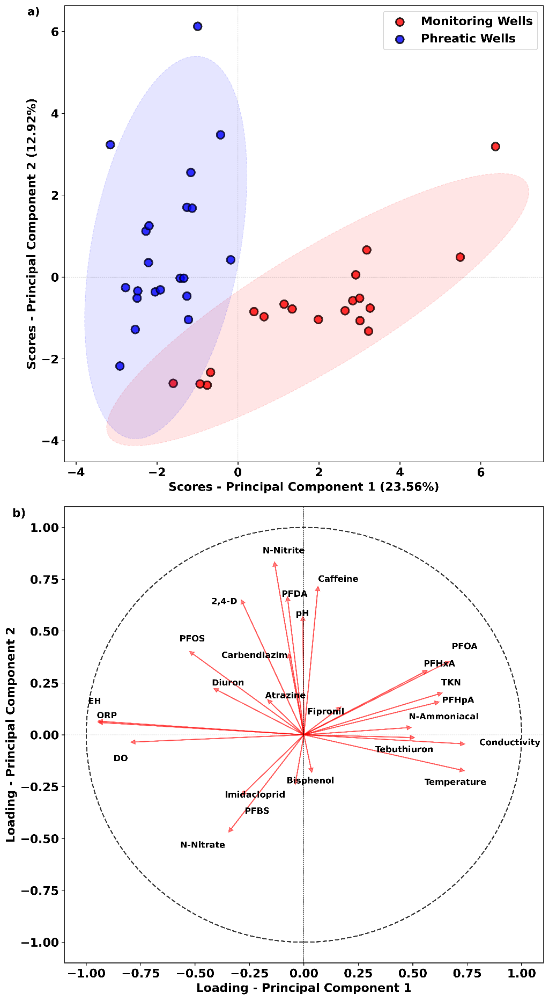 a)
Monitoring Wells
Phreatic Wells
6
4
2
0
−2
−4
Scores - Principal Component 2 (12.92%)
−4 −2 0 2 4 6
Scores - Principal Component 1 (23.56%)
b)
1.00
0.75
0.50
0.25
0.00
−0.25
−0.50
−0.75
−1.00
Loading - Principal Component 2
N-Nitrite
Caffeine
PFDA
2,4-D
pH
PFOS
PFOA
Carbendiazim
PFHxA
Diuron
TKN
Atrazine
EH
PFHpA
Fipronil
ORP
N-Ammoniacal
Conductivity
Tebuthiuron
DO
Bisphenol
Temperature
Imidacloprid
PFBS
N-Nitrate
−1.00 −0.75 −0.50 −0.25 0.00 0.25 0.50 0.75 1.00
Loading - Principal Component 1